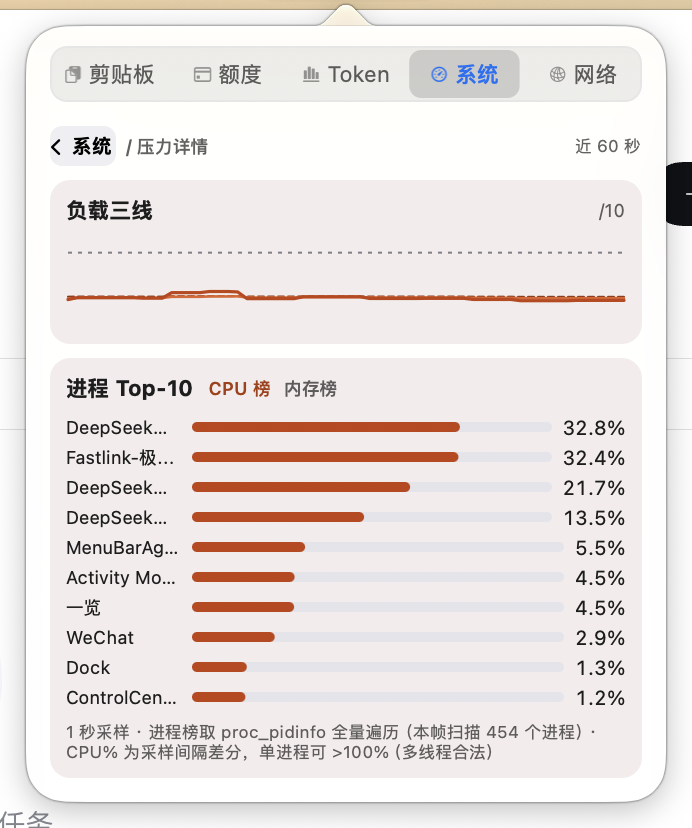 剪贴板 额度 Token 系统 网络
系统 / 压力详情 近 60 秒
负载三线 /10
进程 Top-10 CPU 榜 内存榜
DeepSeek... 32.8%
Fastlink-极... 32.4%
DeepSeek... 21.7%
DeepSeek... 13.5%
MenuBarAg... 5.5%
Activity Mo... 4.5%
一览 4.5%
WeChat 2.9%
Dock 1.3%
ControlCen... 1.2%
1 秒采样 · 进程榜取 proc_pidinfo 全量遍历 (本帧扫描 454 个进程) ·
CPU% 为采样间隔差分，单进程可 >100% (多线程合法)
任务